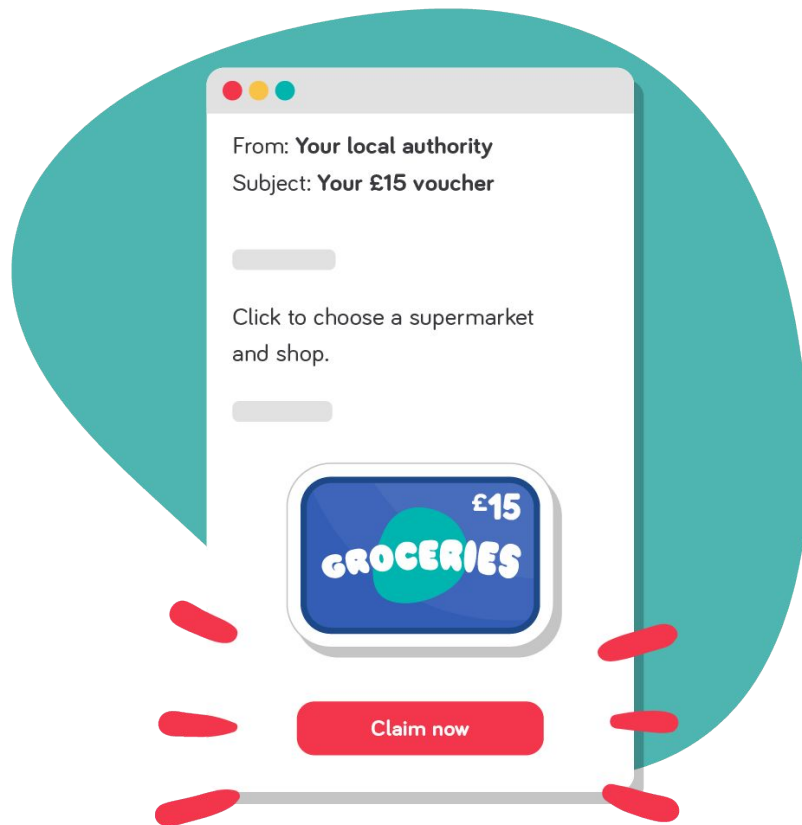 From: Your local authority
Subject: Your £15 voucher
Click to choose a supermarket
and shop.
£15
GROCERIES
Claim now